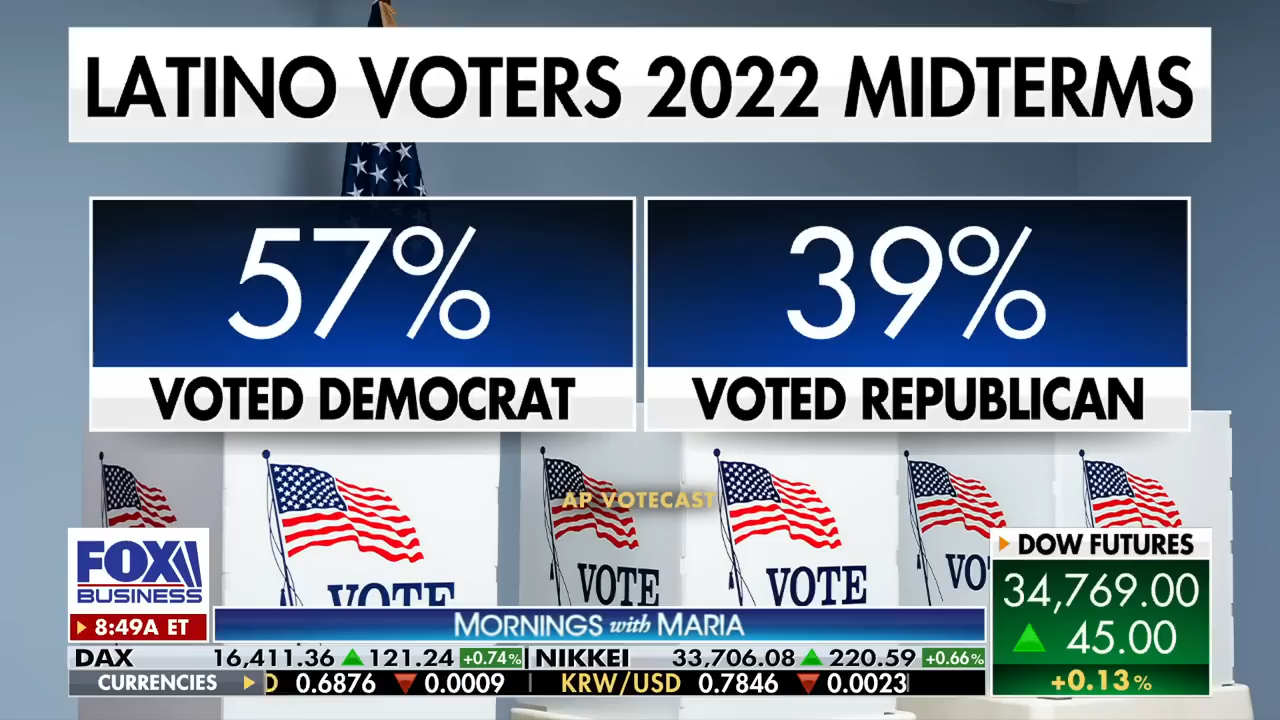 LATINO VOTERS 2022 MIDTERMS
57%
39%
VOTED DEMOCRAT
VOTED REPUBLICAN
AP VOTECAST
VOTE
VOTE
VOTE
VO
FOX
BUSINESS
8:49A ET
MORNINGS with MARIA
DOW FUTURES
34,769.00
45.00
+0.13%
DAX 16,411.36 121.24 +0.74% NIKKEI 33,706.08 220.59 +0.66%
CURRENCIES 0.6876 0.0009 KRW/USD 0.7846 0.0023